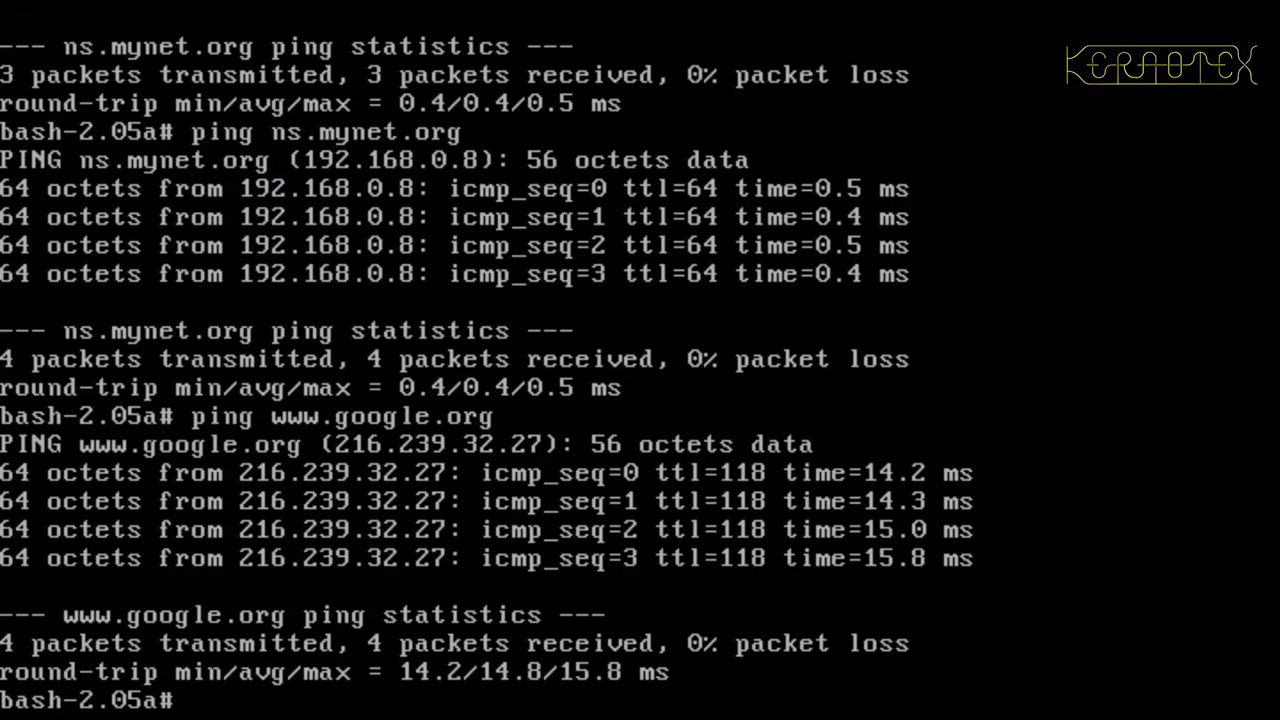 --- ns.mynet.org ping statistics ---
KERNOTEX
3 packets transmitted, 3 packets received, 0% packet loss
round-trip min/avg/max = 0.4/0.4/0.5 ms
bash-2.05a# ping ns.mynet.org
PING ns.mynet.org (192.168.0.8): 56 octets data
64 octets from 192.168.0.8: icmp_seq=0 ttl=64 time=0.5 ms
64 octets from 192.168.0.8: icmp_seq=1 ttl=64 time=0.4 ms
64 octets from 192.168.0.8: icmp_seq=2 ttl=64 time=0.5 ms
64 octets from 192.168.0.8: icmp_seq=3 ttl=64 time=0.4 ms
--- ns.mynet.org ping statistics ---
4 packets transmitted, 4 packets received, 0% packet loss
round-trip min/avg/max = 0.4/0.4/0.5 ms
bash-2.05a# ping www.google.org
PING www.google.org (216.239.32.27): 56 octets data
64 octets from 216.239.32.27: icmp_seq=0 ttl=118 time=14.2 ms
64 octets from 216.239.32.27: icmp_seq=1 ttl=118 time=14.3 ms
64 octets from 216.239.32.27: icmp_seq=2 ttl=118 time=15.0 ms
64 octets from 216.239.32.27: icmp_seq=3 ttl=118 time=15.8 ms
--- www.google.org ping statistics ---
4 packets transmitted, 4 packets received, 0% packet loss
round-trip min/avg/max = 14.2/14.8/15.8 ms
bash-2.05a#